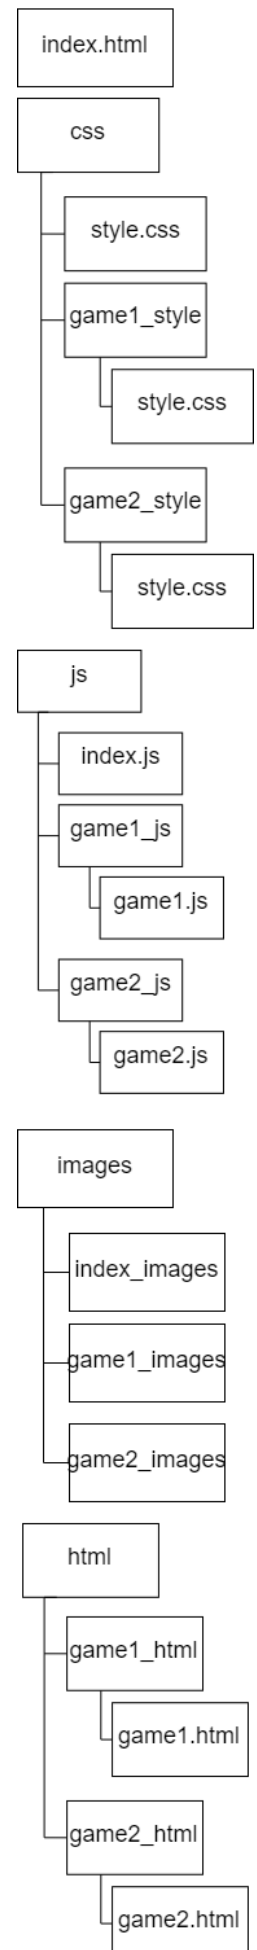 index.html
css
style.css
game1_style
style.css
game2_style
style.css
js
index.js
game1_js
game1.js
game2_js
game2.js
images
index_images
game1_images
game2_images
html
game1_html
game1.html
game2_html
game2.html